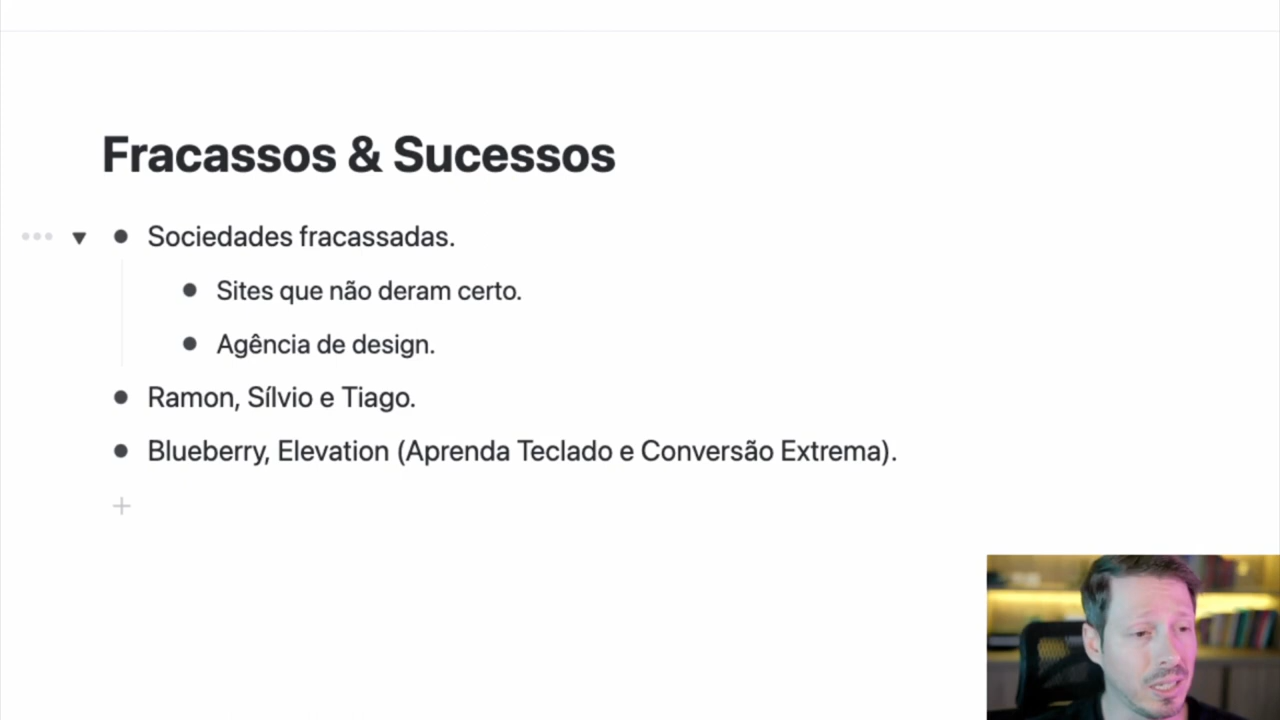 Fracassos & Sucessos
Sociedades fracassadas.
Sites que não deram certo.
Agência de design.
Ramon, Sílvio e Tiago.
Blueberry, Elevation (Aprenda Teclado e Conversão Extrema).